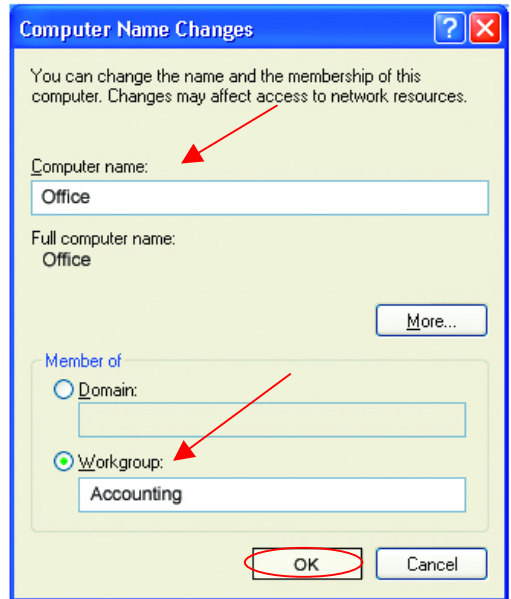 Computer Name Changes
You can change the name and the membership of this
computer. Changes may affect access to network resources.
Computer name:
Office
Full computer name:
Office
More...
Member of
Domain:
Workgroup:
Accounting
OK
Cancel